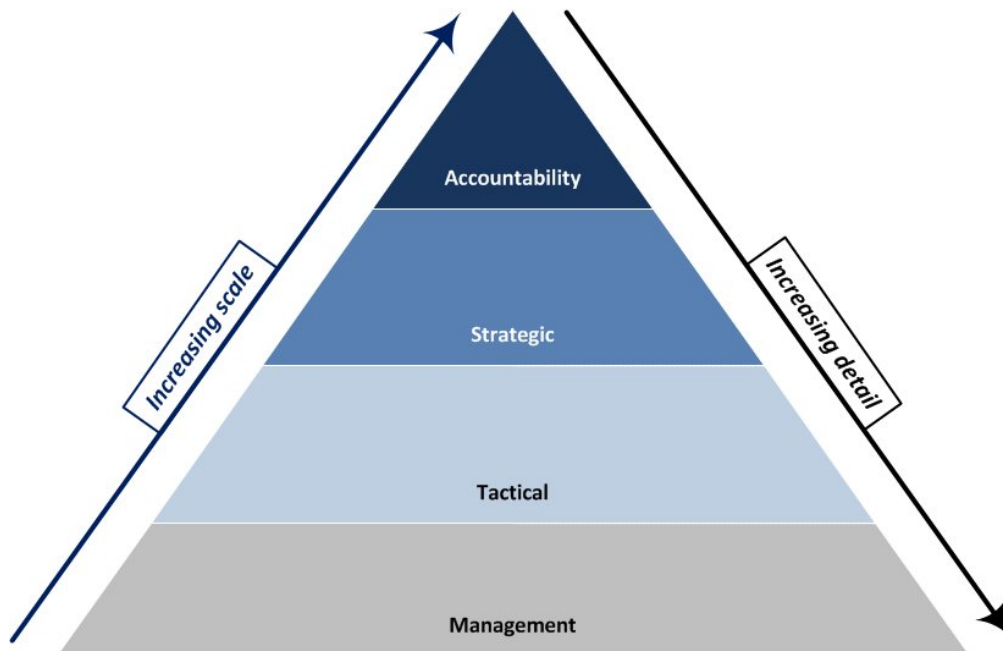 Accountability
Increasing scale
Increasing detail
Strategic
Tactical
Management